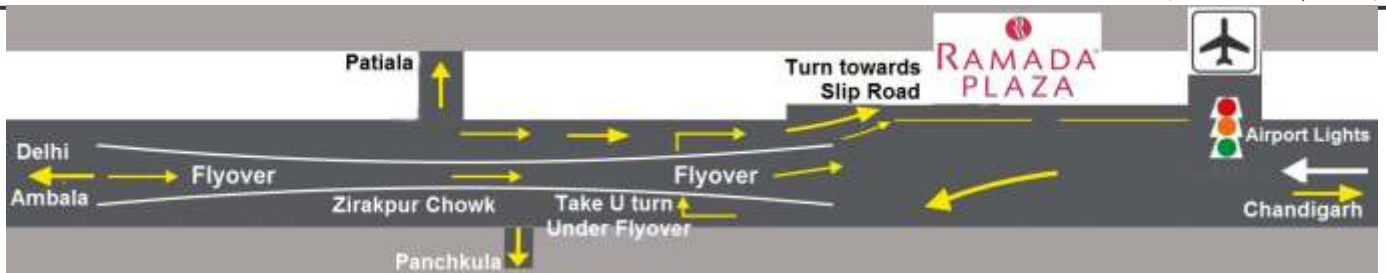 Patiala
Turn towards
Slip Road
RAMADA
PLAZA
Airport Lights
Delhi
Ambala
Flyover
Flyover
Zirakpur Chowk
Take U turn
Under Flyover
Chandigarh
Panchkula